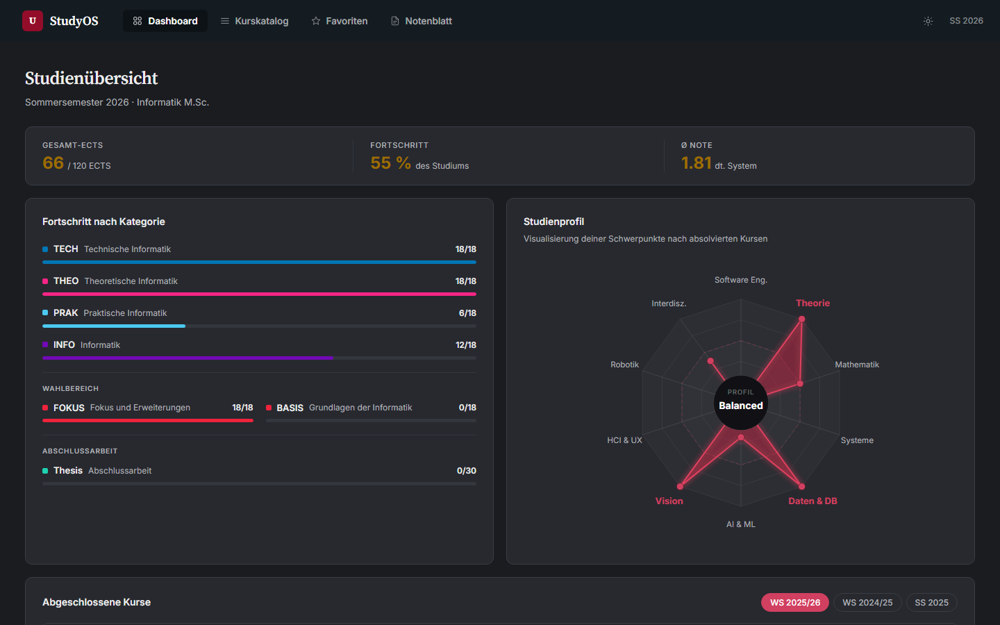 U StudyOS Dashboard Kurskatalog Favoriten Notenblatt SS 2026
Studienübersicht
Sommersemester 2026 · Informatik M.Sc.
GESAMT-ECTS
66 / 120 ECTS
FORTSCHRITT
55 % des Studiums
Ø NOTE
1.81 dt. System
Fortschritt nach Kategorie
TECH Technische Informatik 18/18
THEO Theoretische Informatik 18/18
PRAK Praktische Informatik 6/18
INFO Informatik 12/18
WAHLBEREICH
FOKUS Fokus und Erweiterungen 18/18
BASIS Grundlagen der Informatik 0/18
ABSCHLUSSARBEIT
Thesis Abschlussarbeit 0/30
Studienprofil
Visualisierung deiner Schwerpunkte nach absolvierten Kursen
Software Eng.
Interdisz.
Theorie
Robotik
Mathematik
PROFIL
Balanced
HCI & UX
Systeme
Vision
Daten & DB
AI & ML
Abgeschlossene Kurse
WS 2025/26 WS 2024/25 SS 2025